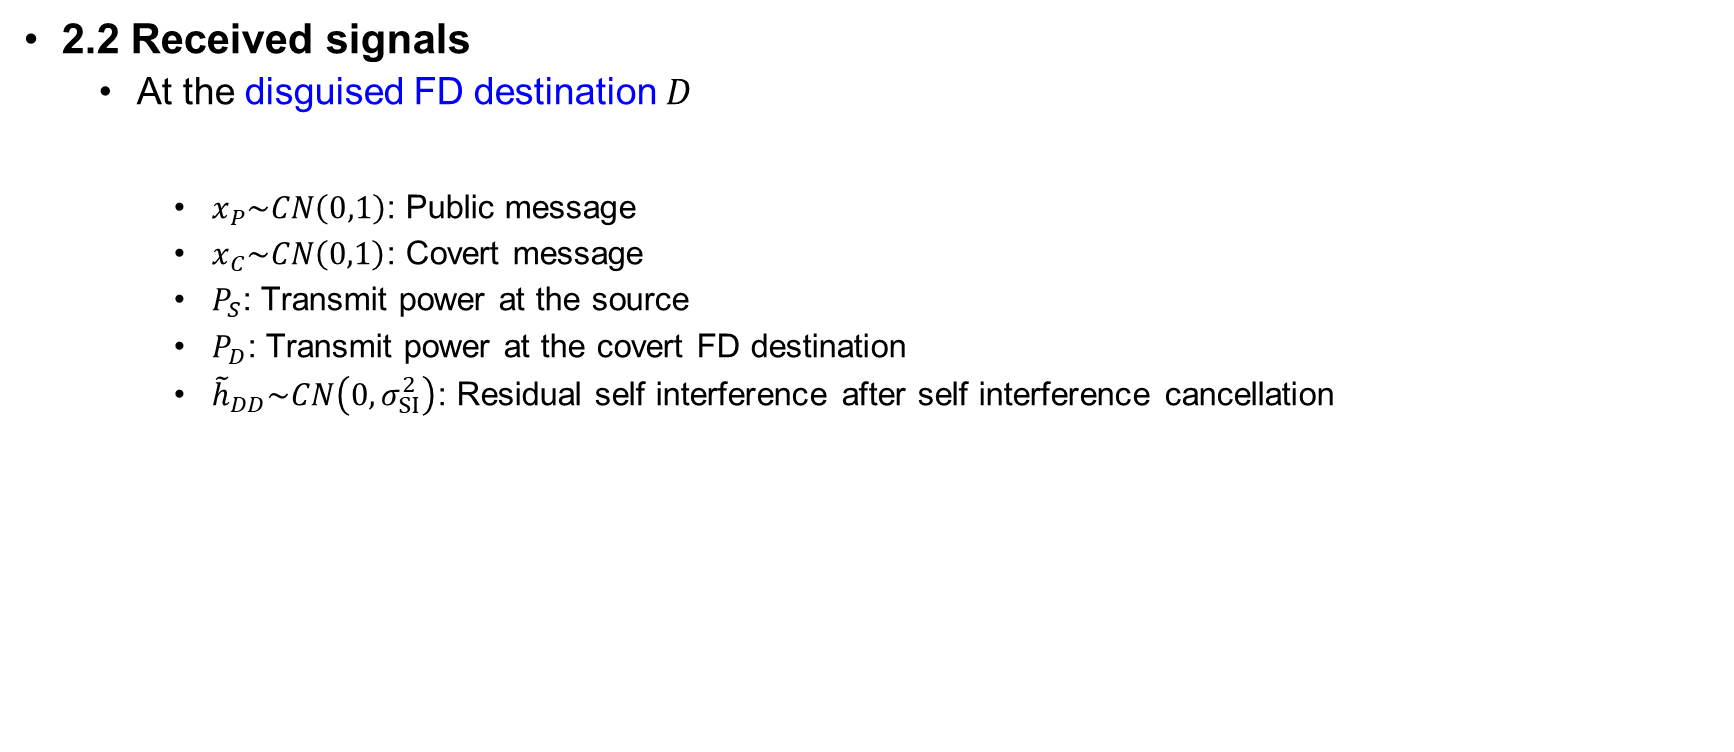 • 2.2 Received signals
• At the disguised FD destination 𝐷
• 𝑥_𝑃~𝐶𝑁(0,1): Public message
• 𝑥_𝐶~𝐶𝑁(0,1): Covert message
• 𝑃_𝑆: Transmit power at the source
• 𝑃_𝐷: Transmit power at the covert FD destination
• h̃_𝐷𝐷~𝐶𝑁(0, σ_SI^2): Residual self interference after self interference cancellation